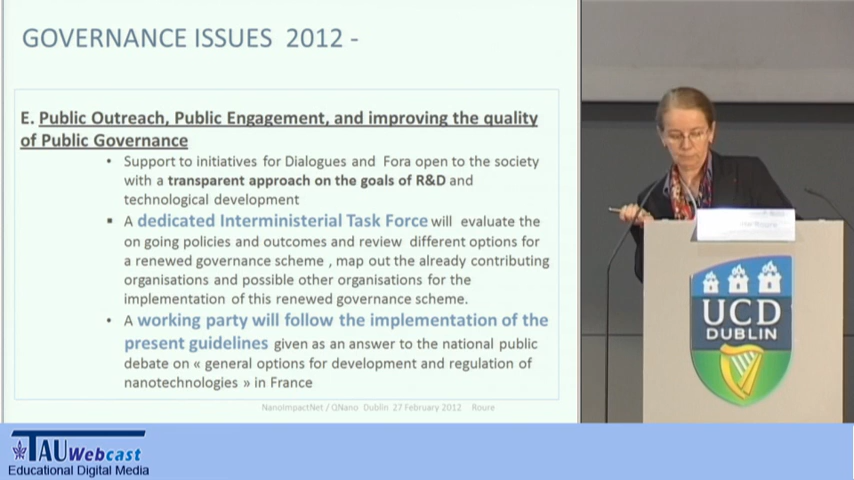 GOVERNANCE ISSUES 2012 -
E. Public Outreach, Public Engagement, and improving the quality
of Public Governance
• Support to initiatives for Dialogues and Fora open to the society
with a transparent approach on the goals of R&D and
technological development
▪ A dedicated Interministerial Task Force will evaluate the
on going policies and outcomes and review different options for
a renewed governance scheme , map out the already contributing
organisations and possible other organisations for the
implementation of this renewed governance scheme.
• A working party will follow the implementation of the
present guidelines given as an answer to the national public
debate on « general options for development and regulation of
nanotechnologies » in France
NanoImpactNet / QNano Dublin 27 February 2012 Roure
UCD
DUBLIN
TAU Webcast
Educational Digital Media